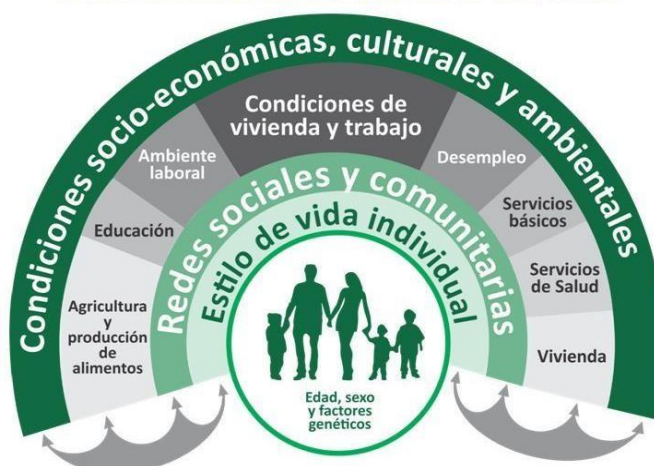 Condiciones socio-económicas, culturales y ambientales
Condiciones de
vivienda y trabajo
Ambiente
laboral
Desempleo
Educación
Servicios
básicos
Agricultura
y
producción
de
alimentos
Servicios
de Salud
Vivienda
Redes sociales y comunitarias
Estilo de vida individual
Edad, sexo
y factores
genéticos